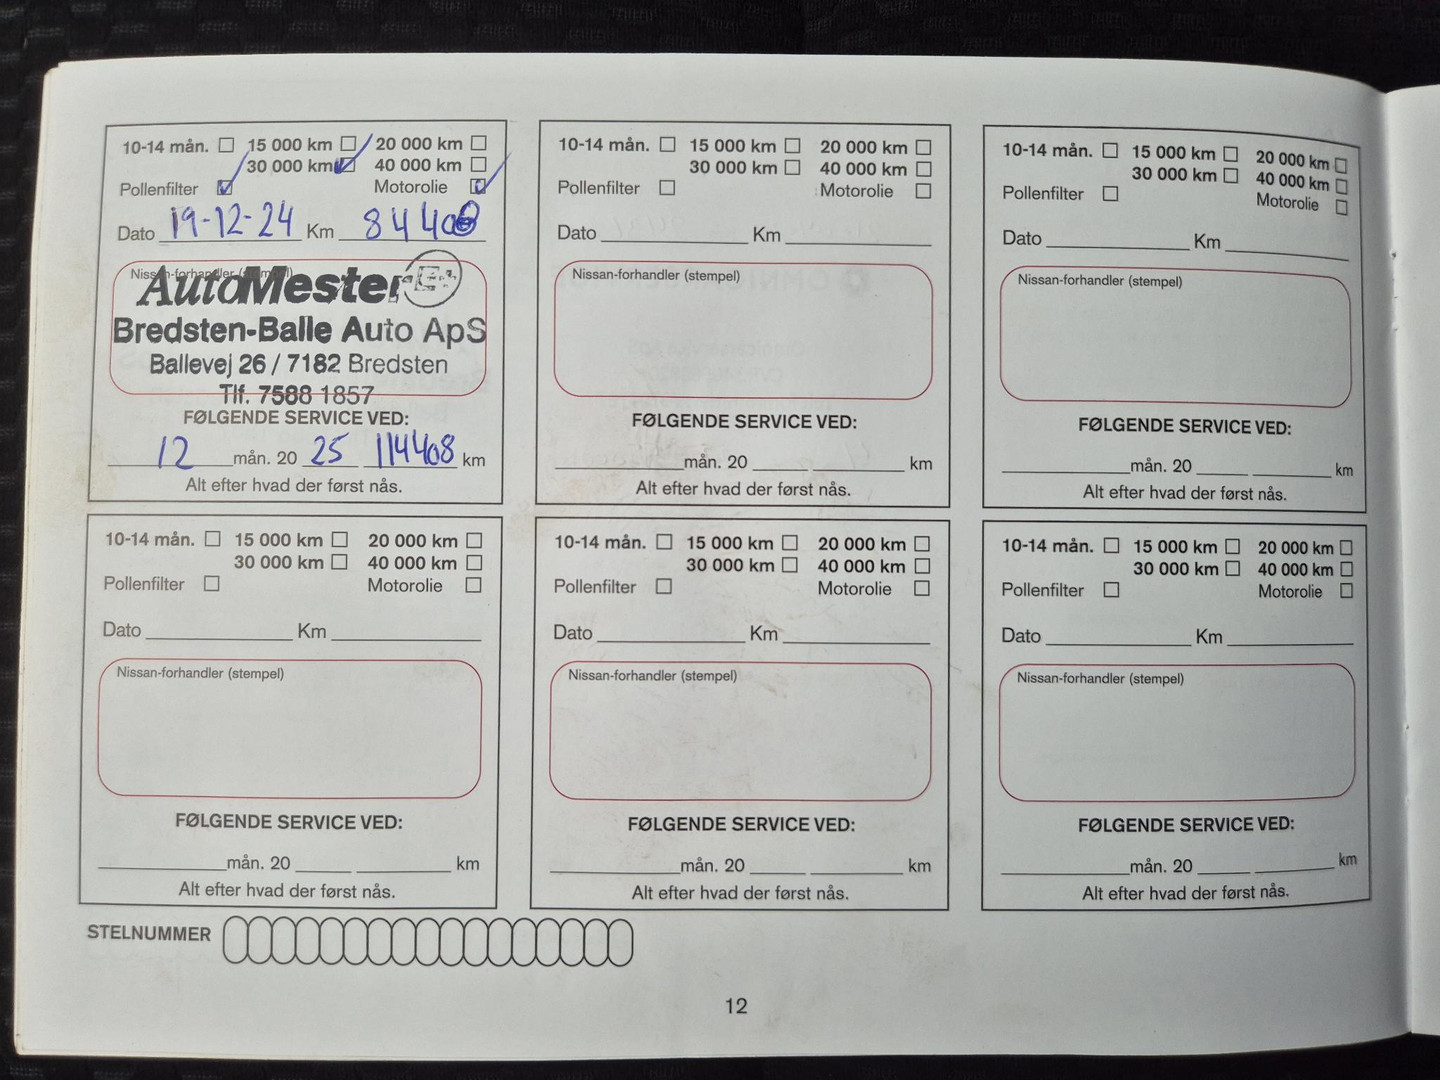 10-14 mån. 15 000 km 20 000 km
30 000 km 40 000 km
Pollenfilter Motorolie
Dato 19-12-24 Km 84408
Nissan-forhandler (stempel)
AutoMester
Bredsten-Balle Auto ApS
Ballevej 26 / 7182 Bredsten
Tlf. 7588 1857
FØLGENDE SERVICE VED:
12 mån. 20 25 114408 km
Alt efter hvad der først nås.
10-14 mån. 15 000 km 20 000 km
30 000 km 40 000 km
Pollenfilter Motorolie
Dato Km
Nissan-forhandler (stempel)
FØLGENDE SERVICE VED:
mån. 20 km
Alt efter hvad der først nås.
10-14 mån. 15 000 km 20 000 km
30 000 km 40 000 km
Pollenfilter Motorolie
Dato Km
Nissan-forhandler (stempel)
FØLGENDE SERVICE VED:
mån. 20 km
Alt efter hvad der først nås.
10-14 mån. 15 000 km 20 000 km
30 000 km 40 000 km
Pollenfilter Motorolie
Dato Km
Nissan-forhandler (stempel)
FØLGENDE SERVICE VED:
mån. 20 km
Alt efter hvad der først nås.
10-14 mån. 15 000 km 20 000 km
30 000 km 40 000 km
Pollenfilter Motorolie
Dato Km
Nissan-forhandler (stempel)
FØLGENDE SERVICE VED:
mån. 20 km
Alt efter hvad der først nås.
10-14 mån. 15 000 km 20 000 km
30 000 km 40 000 km
Pollenfilter Motorolie
Dato Km
Nissan-forhandler (stempel)
FØLGENDE SERVICE VED:
mån. 20 km
Alt efter hvad der først nås.
STELNUMMER
12